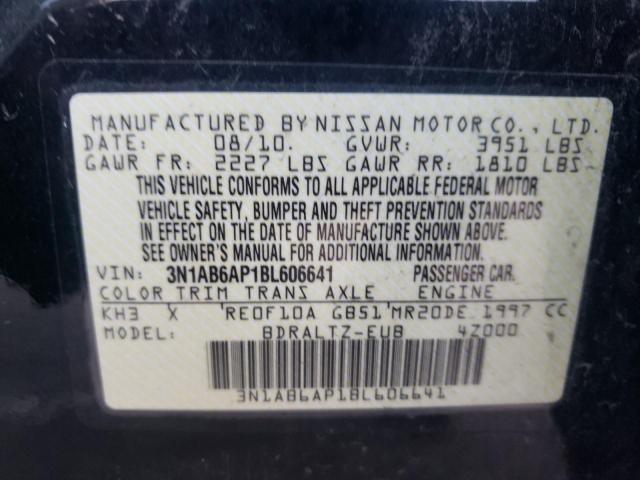 MANUFACTURED BY NISSAN MOTOR CO., LTD.
DATE: 08/10. GVWR: 3951 LBS
GAWR FR: 2227 LBS GAWR RR: 1810 LBS
THIS VEHICLE CONFORMS TO ALL APPLICABLE FEDERAL MOTOR
VEHICLE SAFETY, BUMPER AND THEFT PREVENTION STANDARDS
IN EFFECT ON THE DATE OF MANUFACTURE SHOWN ABOVE.
SEE OWNER'S MANUAL FOR ADDITIONAL INFORMATION.
VIN: 3N1AB6AP1BL606641 PASSENGER CAR.
COLOR TRIM TRANS AXLE ENGINE
KH3 X RE0F10A GB51 MR20DE 1997 CC
BDRALTZ-EUB 4Z000
3N1AB6AP1BL606641